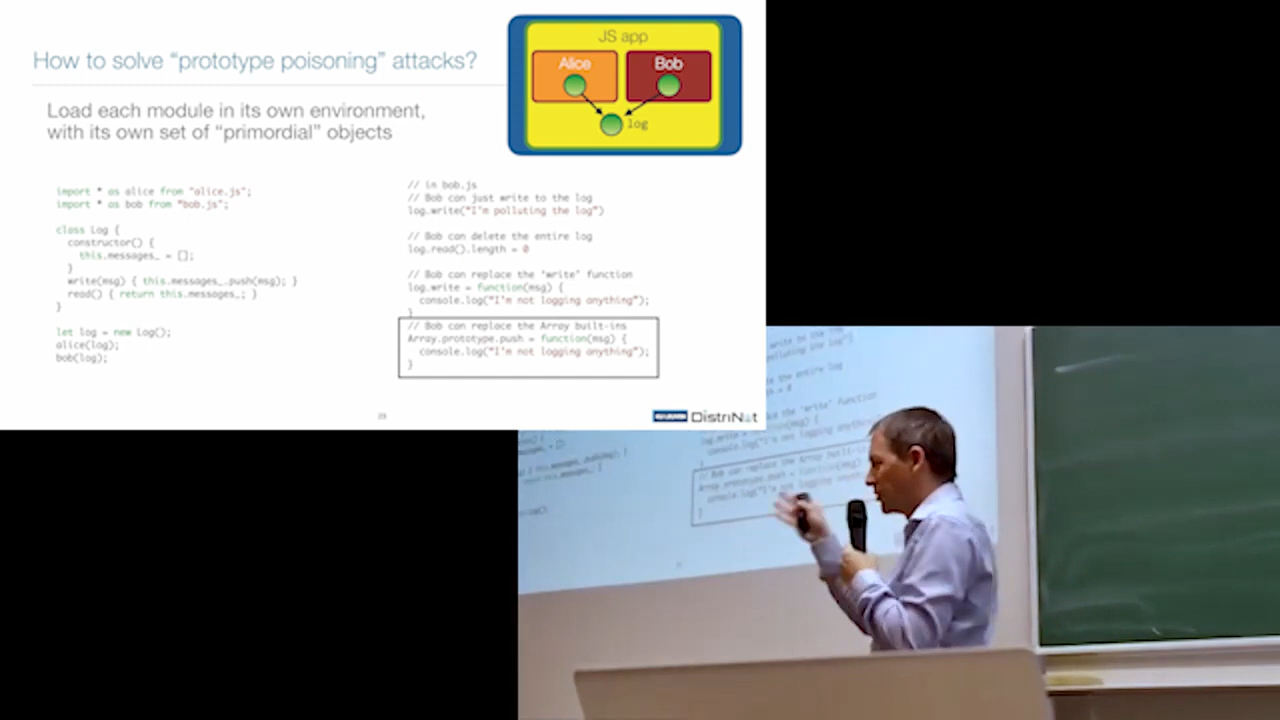 How to solve “prototype poisoning” attacks?
Load each module in its own environment,
with its own set of “primordial” objects
JS app
Alice
Bob
log
import * as alice from "alice.js";
import * as bob from "bob.js";
class Log {
constructor() {
this.messages_ = [];
}
write(msg) { this.messages_.push(msg); }
read() { return this.messages_; }
}
let log = new Log();
alice(log);
bob(log);
// in bob.js
// Bob can just write to the log
log.write("I'm polluting the log")
// Bob can delete the entire log
log.read().length = 0
// Bob can replace the 'write' function
log.write = function(msg) {
console.log("I'm not logging anything");
}
// Bob can replace the Array built-ins
Array.prototype.push = function(msg) {
console.log("I'm not logging anything");
}
DistriNet